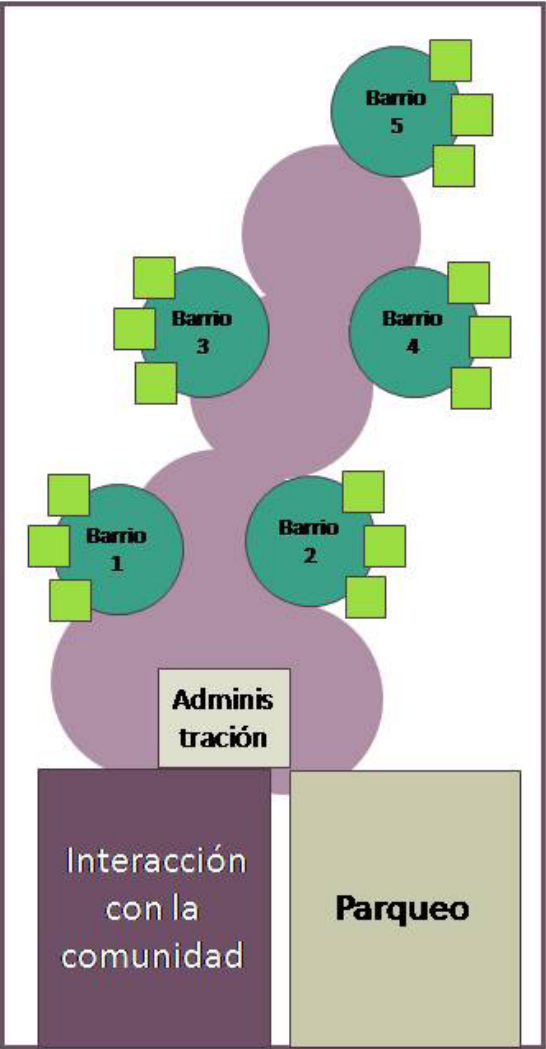 Barrio
5
Barrio
3
Barrio
4
Barrio
1
Barrio
2
Adminis
tración
Interacción
con la
comunidad
Parqueo